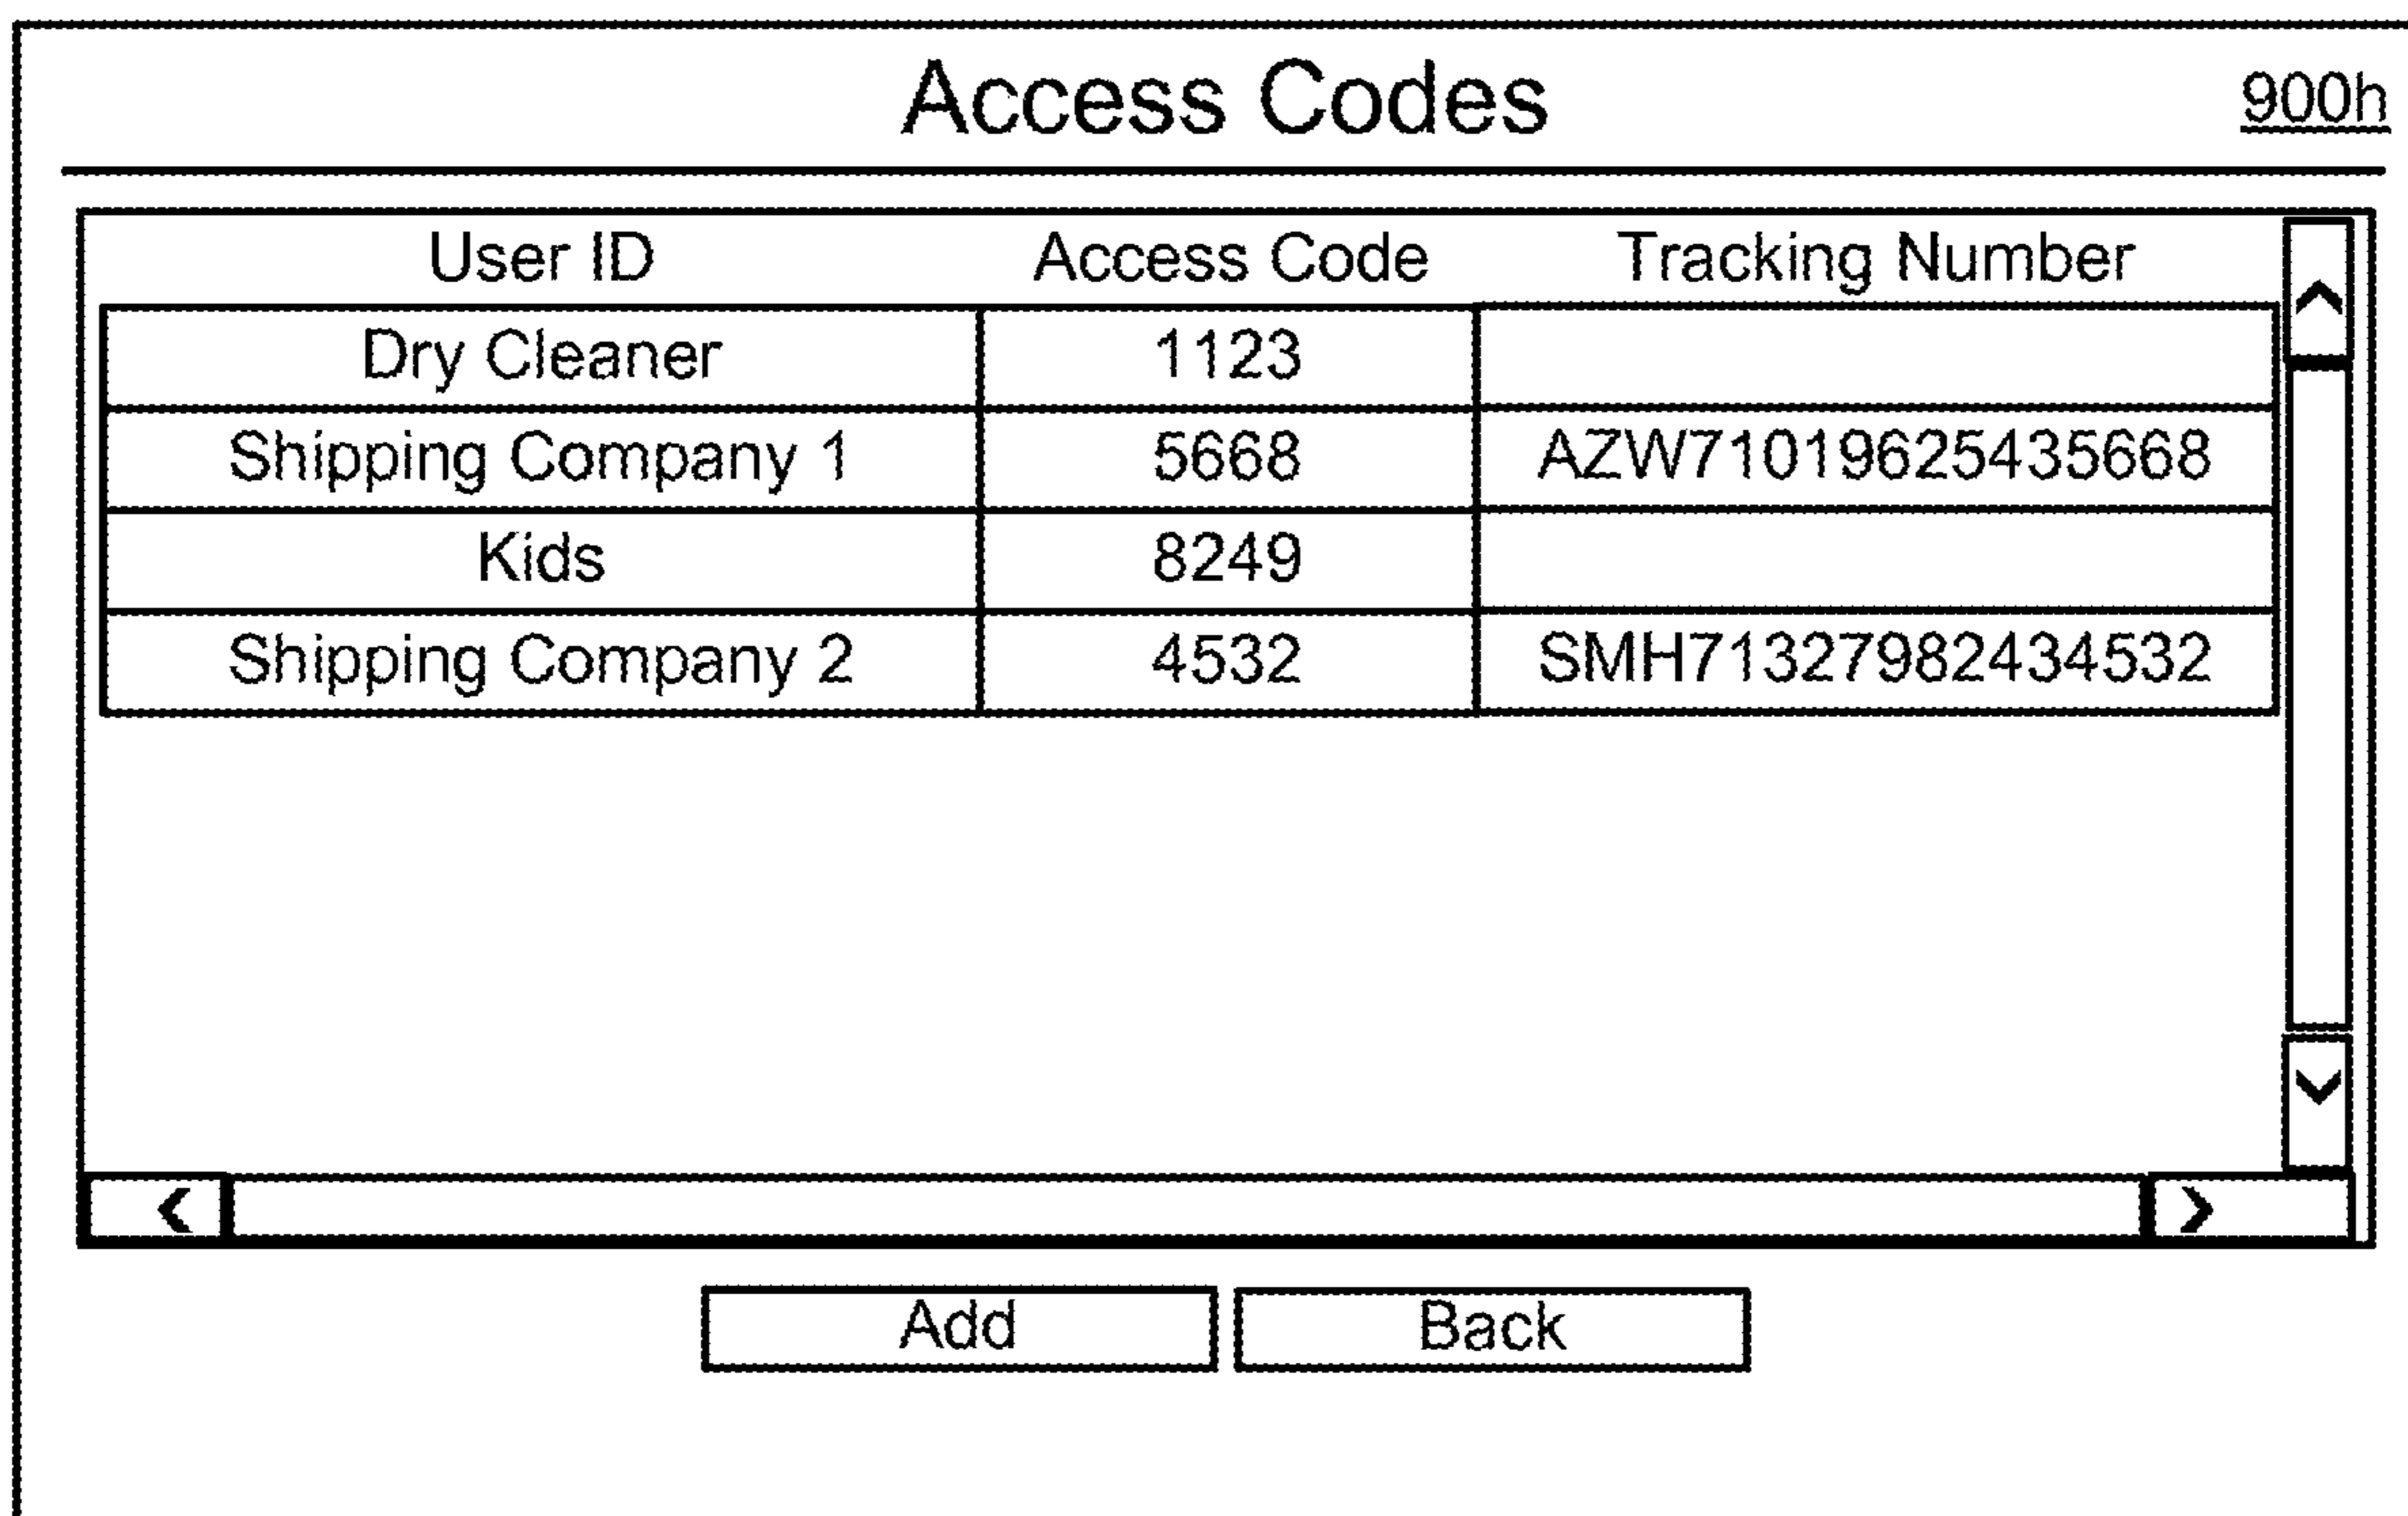 Access Codes 900h
User ID Access Code Tracking Number
Dry Cleaner 1123
Shipping Company 1 5668 AZW71019625435668
Kids 8249
Shipping Company 2 4532 SMH71327982434532
Add Back